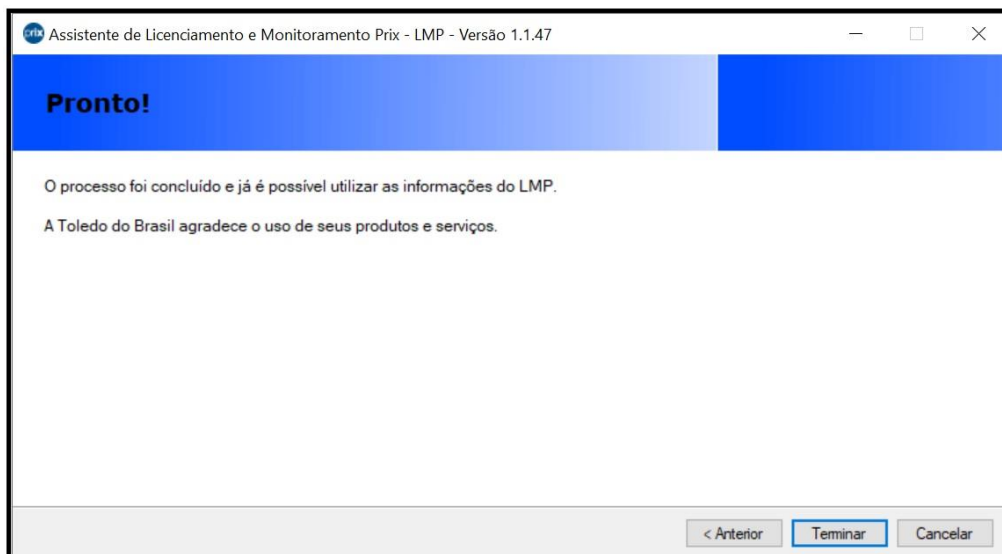 prix Assistente de Licenciamento e Monitoramento Prix - LMP - Versão 1.1.47
Pronto!
O processo foi concluído e já é possível utilizar as informações do LMP.
A Toledo do Brasil agradece o uso de seus produtos e serviços.
< Anterior Terminar Cancelar